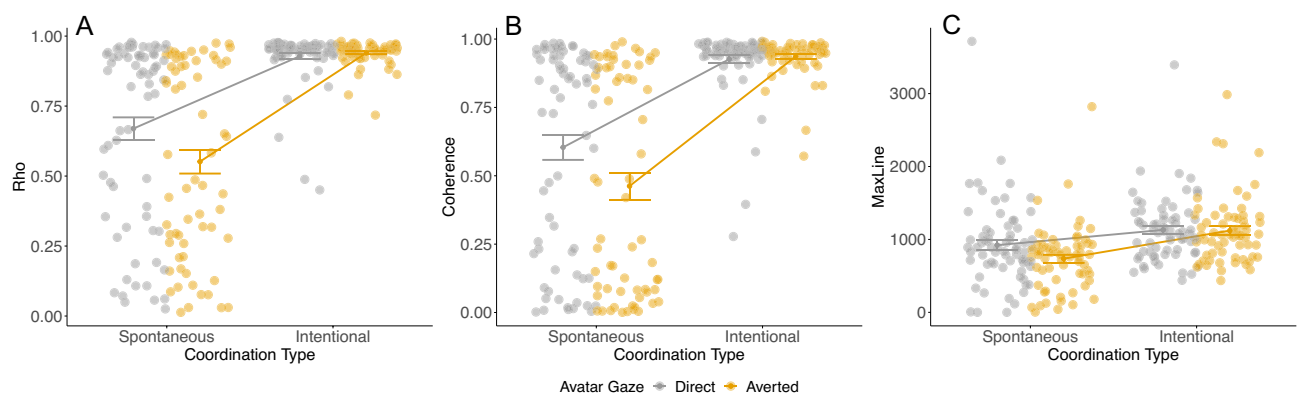 A
1.00
0.75
0.50
0.25
0.00
Rho
Spontaneous Intentional
Coordination Type
B
1.00
0.75
0.50
0.25
0.00
Coherence
Spontaneous Intentional
Coordination Type
C
3000
2000
1000
0
MaxLine
Spontaneous Intentional
Coordination Type
Avatar Gaze Direct Averted